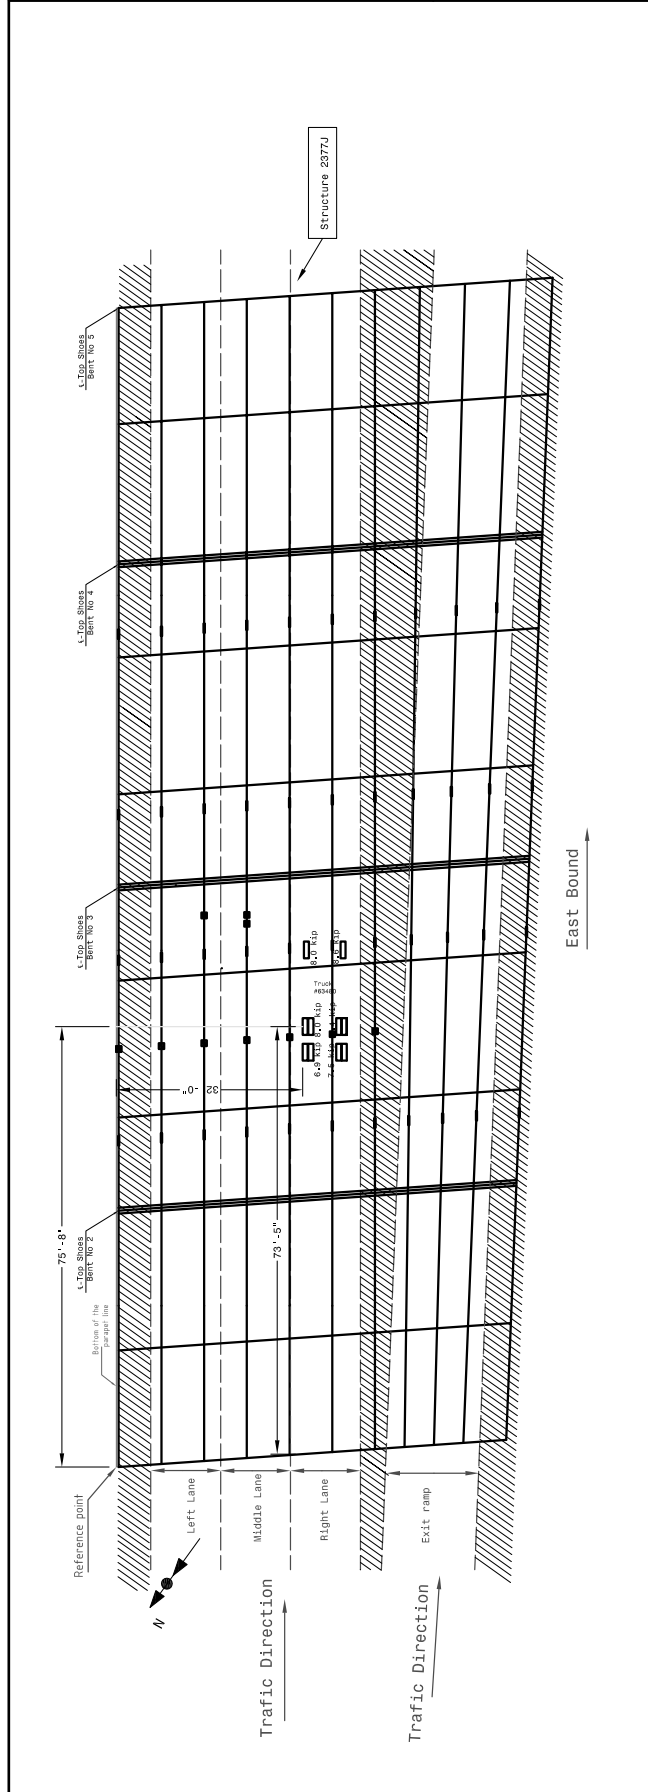 Structure 2377J
℄-Top Shoes
Bent No 5
℄-Top Shoes
Bent No 4
℄-Top Shoes
Bent No 3
℄-Top Shoes
Bent No 2
East Bound
8.0 kip
Truck
8.0 kip
6.9 kip
32'-0"
75'-8"
73'-5"
Bottom of the
parapet line
Reference point
Left Lane
Middle Lane
Right Lane
Exit ramp
N
Trafic Direction
Trafic Direction